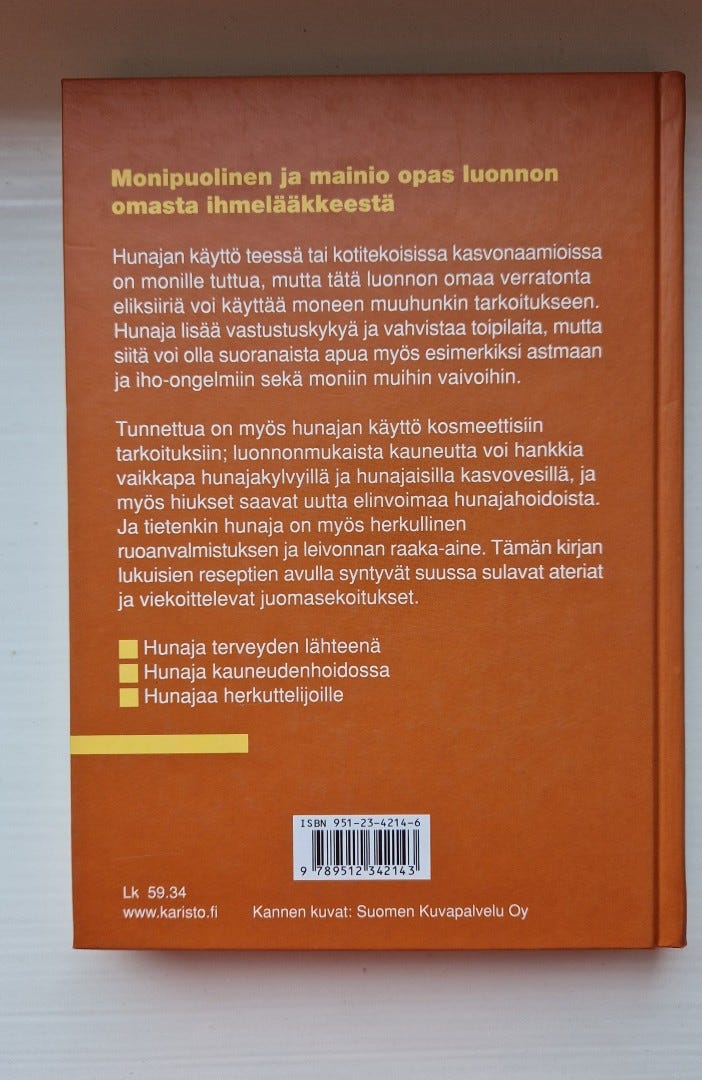 Monipuolinen ja mainio opas luonnon
omasta ihmelääkkeestä
Hunajan käyttö teessä tai kotitekoisissa kasvonaamioissa
on monille tuttua, mutta tätä luonnon omaa verratonta
eliksiiriä voi käyttää moneen muuhunkin tarkoitukseen.
Hunaja lisää vastustuskykyä ja vahvistaa toipilaita, mutta
siitä voi olla suoranaista apua myös esimerkiksi astmaan
ja iho-ongelmiin sekä moniin muihin vaivoihin.
Tunnettua on myös hunajan käyttö kosmeettisiin
tarkoituksiin; luonnonmukaista kauneutta voi hankkia
vaikkapa hunajakylvyillä ja hunajaisilla kasvovesillä, ja
myös hiukset saavat uutta elinvoimaa hunajahoidoista.
Ja tietenkin hunaja on myös herkullinen
ruoanvalmistuksen ja leivonnan raaka-aine. Tämän kirjan
lukuisien reseptien avulla syntyvät suussa sulavat ateriat
ja viekoittelevat juomasekoitukset.
Hunaja terveyden lähteenä
Hunaja kauneudenhoidossa
Hunajaa herkuttelijoille
ISBN 951-23-4214-6
9 789512 342143
Lk 59.34
www.karisto.fi Kannen kuvat: Suomen Kuvapalvelu Oy